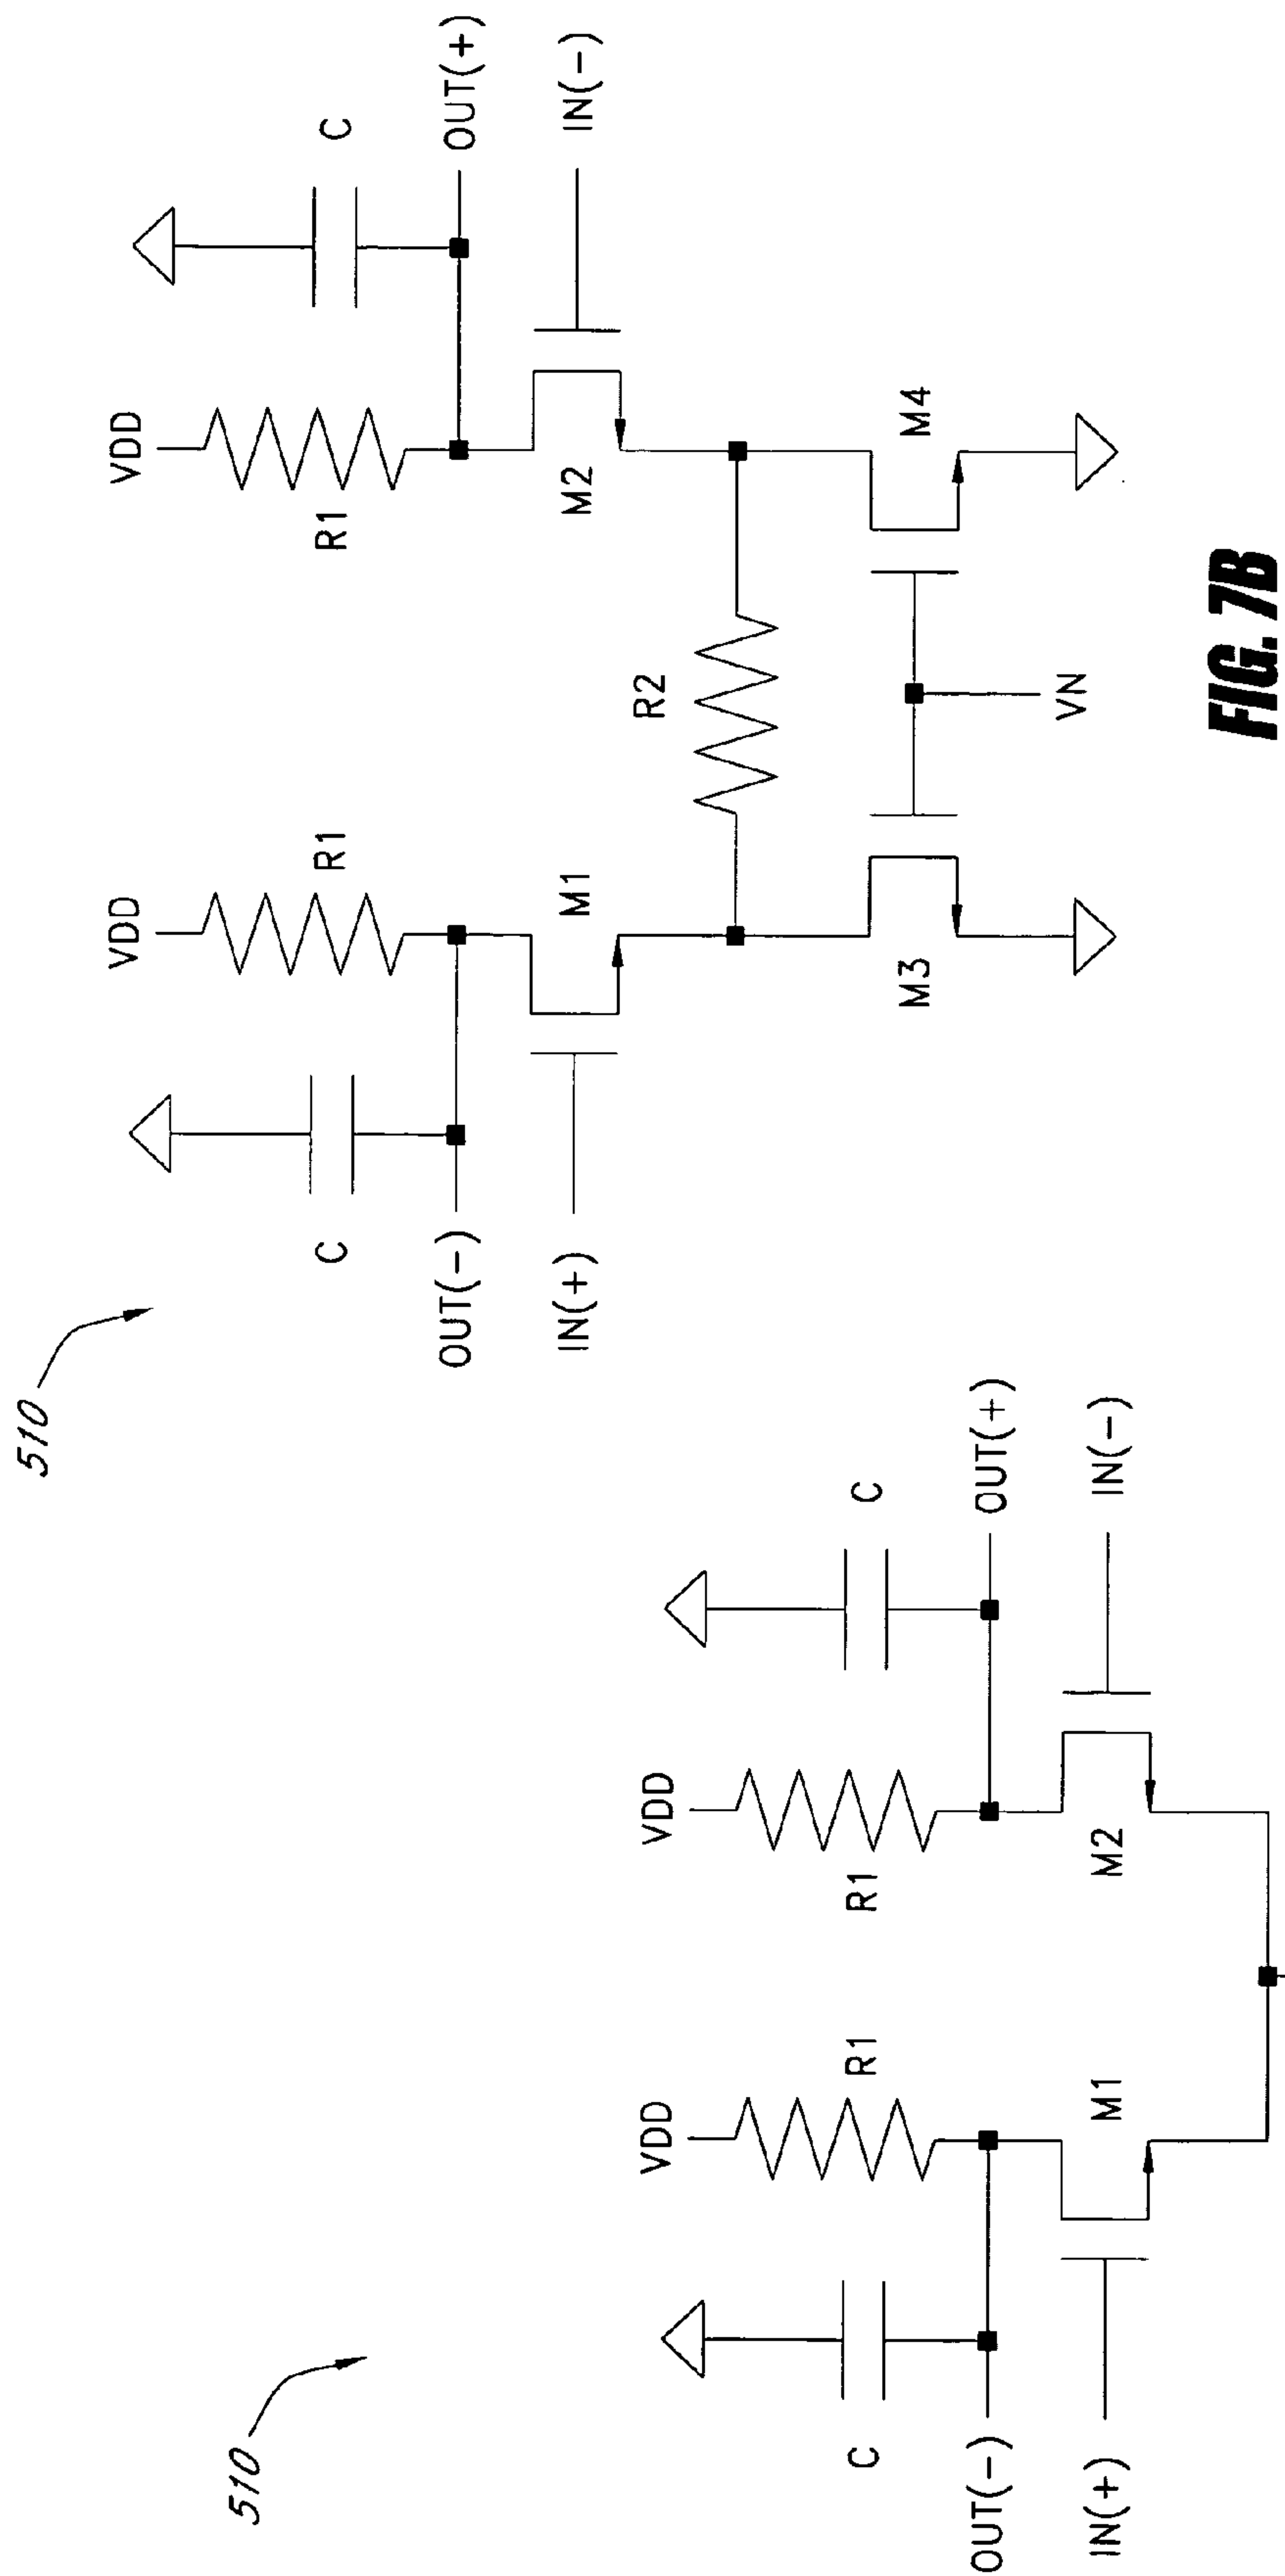 510
VDD
VDD
C
R1
R1
C
OUT(-)
OUT(+)
IN(+)
M1
M2
IN(-)
R2
M3
M4
VN
FIG. 7B
510
VDD
VDD
C
R1
R1
C
OUT(-)
OUT(+)
IN(+)
M1
M2
IN(-)